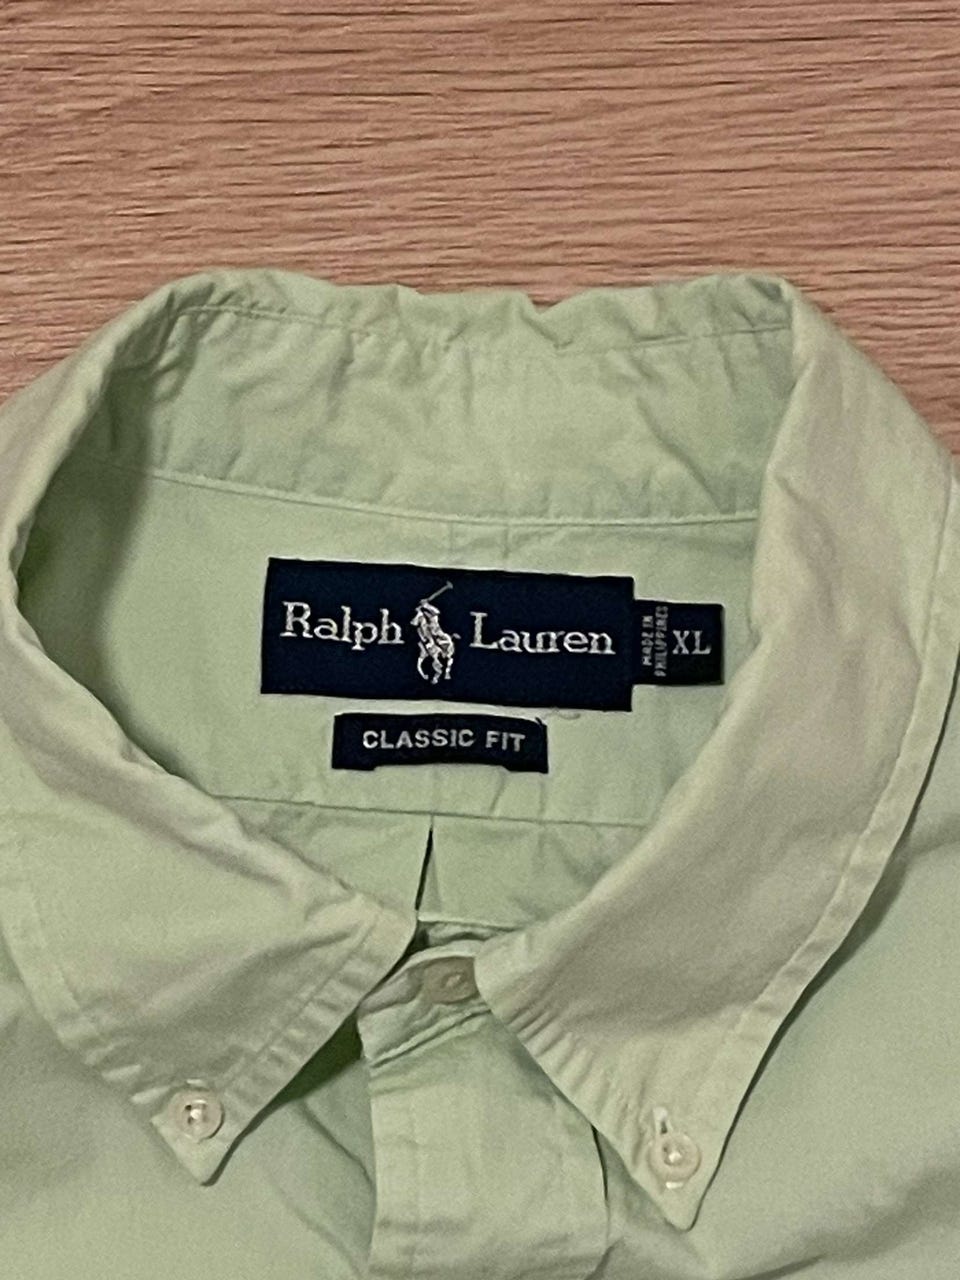 Ralph Lauren
MADE IN
PHILIPPINES
XL
CLASSIC FIT